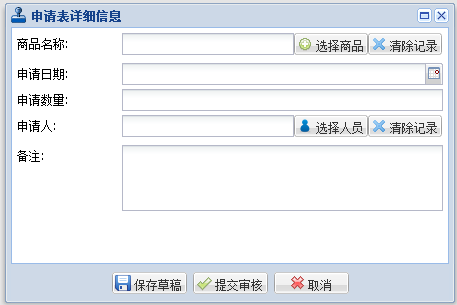 申请表详细信息
商品名称: 选择商品 清除记录
申请日期:
申请数量:
申请人: 选择人员 清除记录
备注:
保存草稿 提交审核 取消